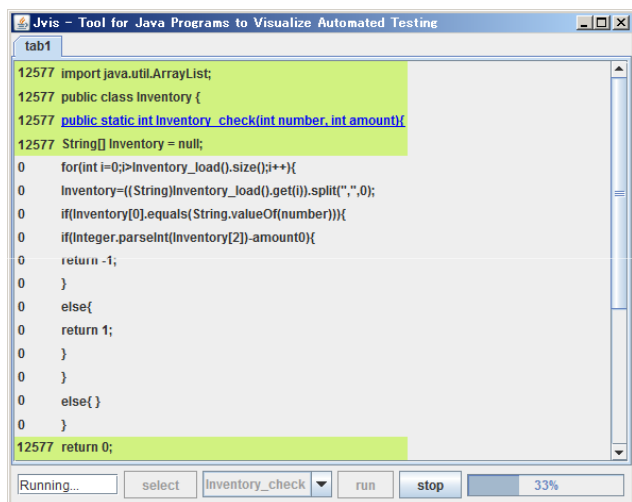 Jvis - Tool for Java Programs to Visualize Automated Testing
tab1
12577 import java.util.ArrayList;
12577 public class Inventory {
12577 public static int Inventory_check(int number, int amount){
12577 String[] Inventory = null;
0 for(int i=0;i>Inventory_load().size();i++){
0 Inventory=((String)Inventory_load().get(i)).split(",",0);
0 if(Inventory[0].equals(String.valueOf(number))){
0 if(Integer.parseInt(Inventory[2])-amount0){
0 return -1;
0 }
0 else{
0 return 1;
0 }
0 }
0 else{ }
0 }
12577 return 0;
Running... select Inventory_check run stop 33%